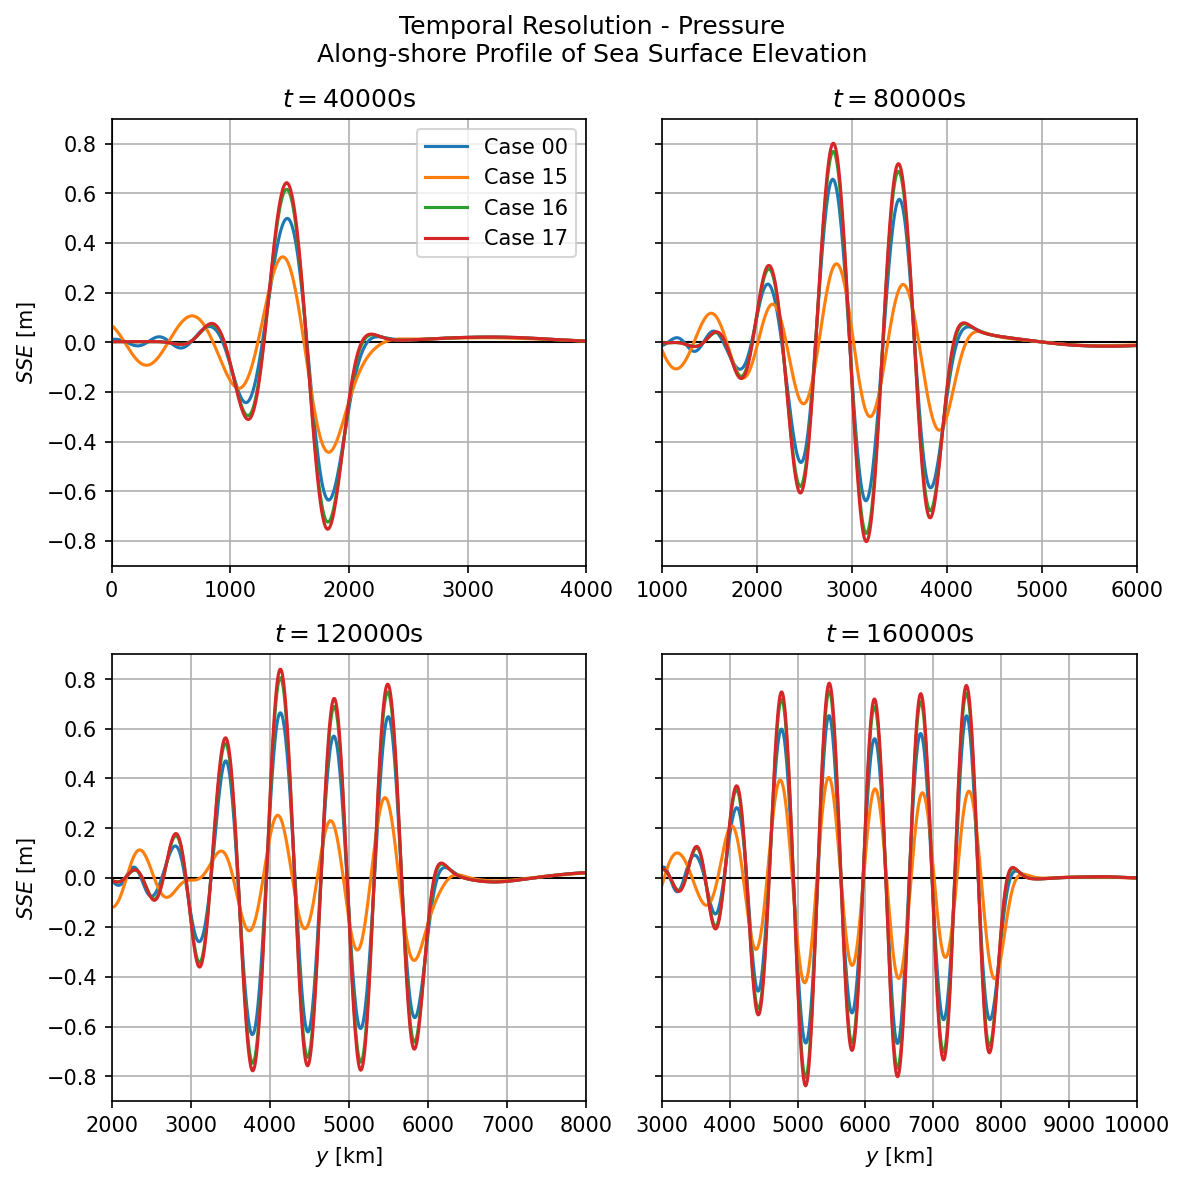 Temporal Resolution - Pressure
Along-shore Profile of Sea Surface Elevation
t = 40000s
t = 80000s
SSE [m]
0.8
0.6
0.4
0.2
0.0
−0.2
−0.4
−0.6
−0.8
Case 00
Case 15
Case 16
Case 17
0 1000 2000 3000 4000
1000 2000 3000 4000 5000 6000
t = 120000s
t = 160000s
SSE [m]
0.8
0.6
0.4
0.2
0.0
−0.2
−0.4
−0.6
−0.8
2000 3000 4000 5000 6000 7000 8000
3000 4000 5000 6000 7000 8000 9000 10000
y [km]
y [km]